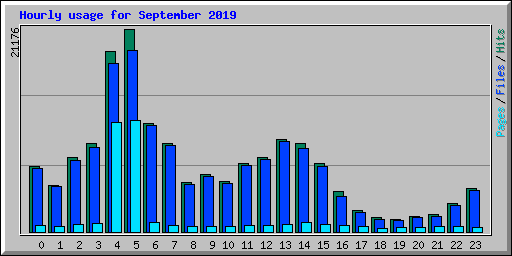 Hourly usage for September 2019
21176
Pages/Files/Hits
0 1 2 3 4 5 6 7 8 9 10 11 12 13 14 15 16 17 18 19 20 21 22 23